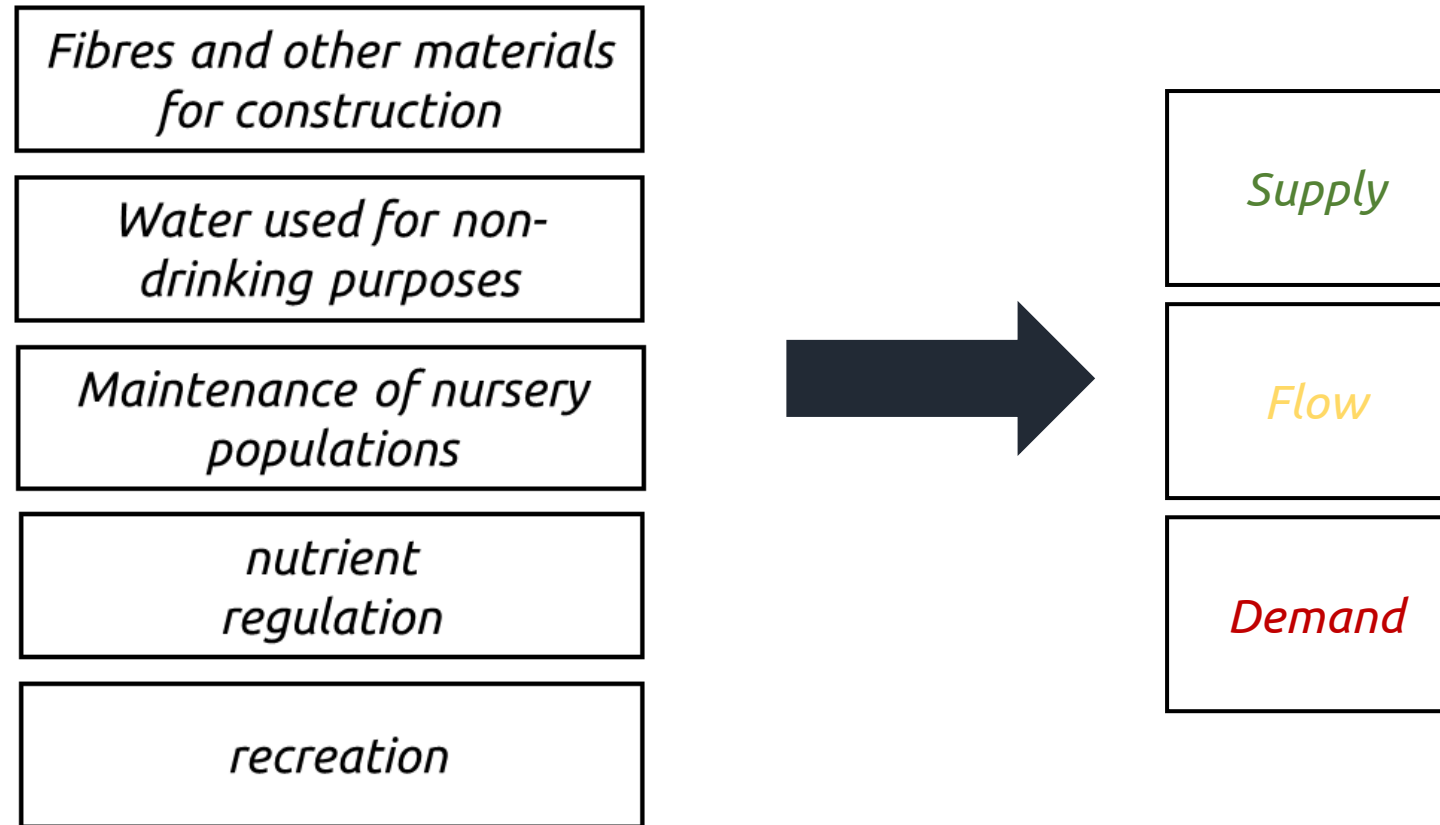 Fibres and other materials
for construction
Water used for non-
drinking purposes
Maintenance of nursery
populations
nutrient
regulation
recreation
Supply
Flow
Demand